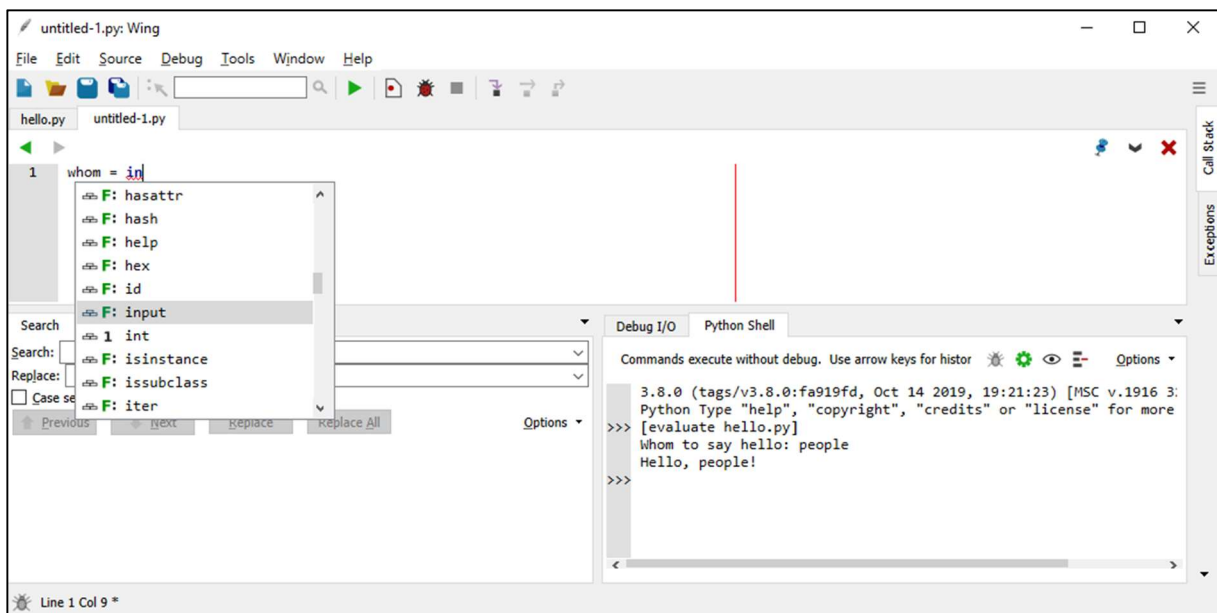 untitled-1.py: Wing
File Edit Source Debug Tools Window Help
hello.py untitled-1.py
1 whom = in
F: hasattr
F: hash
F: help
F: hex
F: id
F: input
1 int
F: isinstance
F: issubclass
F: iter
Call Stack
Exceptions
Search
Search:
Replace:
Case se
Previous Next Replace Replace All Options
Debug I/O Python Shell
Commands execute without debug. Use arrow keys for histor Options
3.8.0 (tags/v3.8.0:fa919fd, Oct 14 2019, 19:21:23) [MSC v.1916 3
Python Type "help", "copyright", "credits" or "license" for more
>>> [evaluate hello.py]
Whom to say hello: people
Hello, people!
>>>
Line 1 Col 9 *